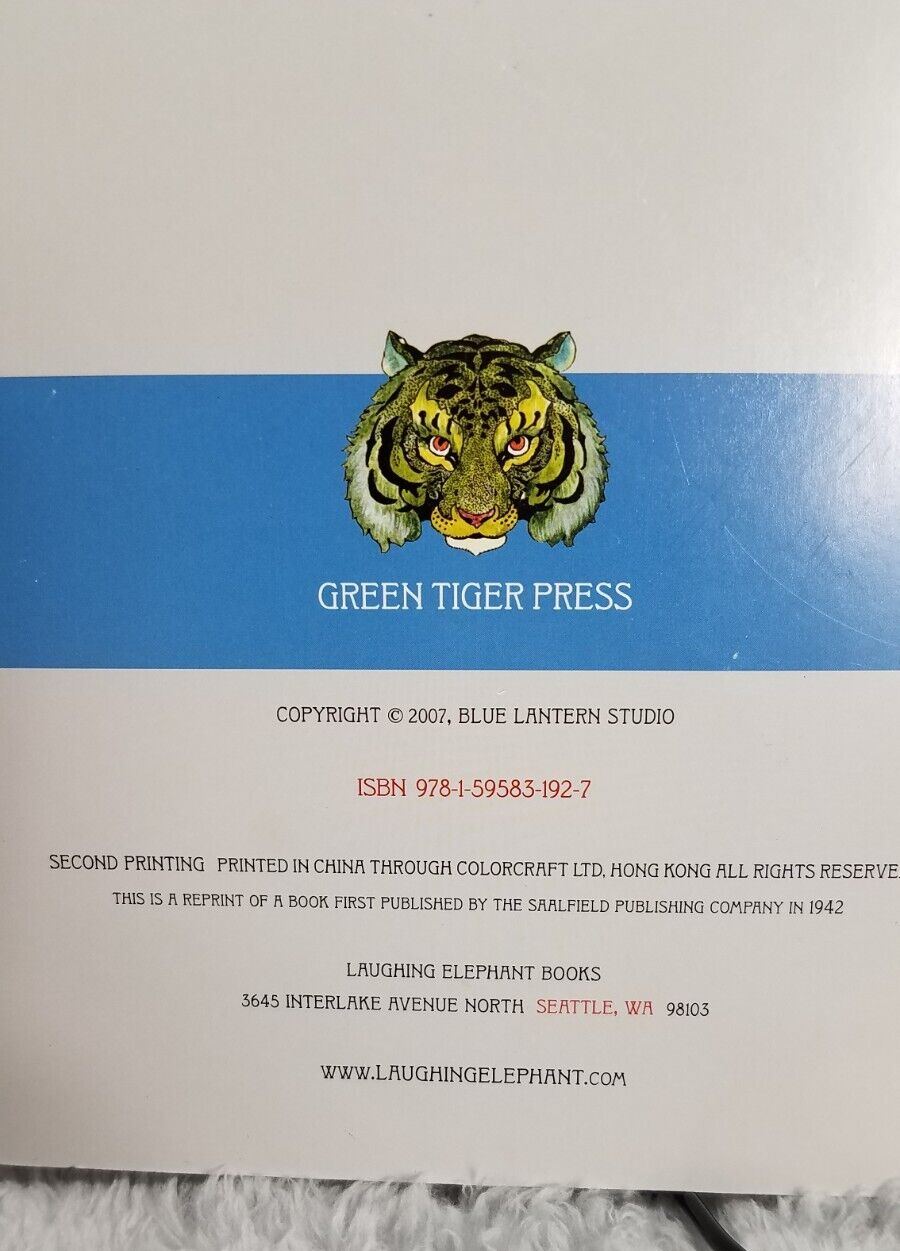 GREEN TIGER PRESS
COPYRIGHT © 2007, BLUE LANTERN STUDIO
ISBN 978-1-59583-192-7
SECOND PRINTING PRINTED IN CHINA THROUGH COLORCRAFT LTD, HONG KONG ALL RIGHTS RESERVE
THIS IS A REPRINT OF A BOOK FIRST PUBLISHED BY THE SAALFIELD PUBLISHING COMPANY IN 1942
LAUGHING ELEPHANT BOOKS
3645 INTERLAKE AVENUE NORTH SEATTLE, WA 98103
WWW.LAUGHINGELEPHANT.COM